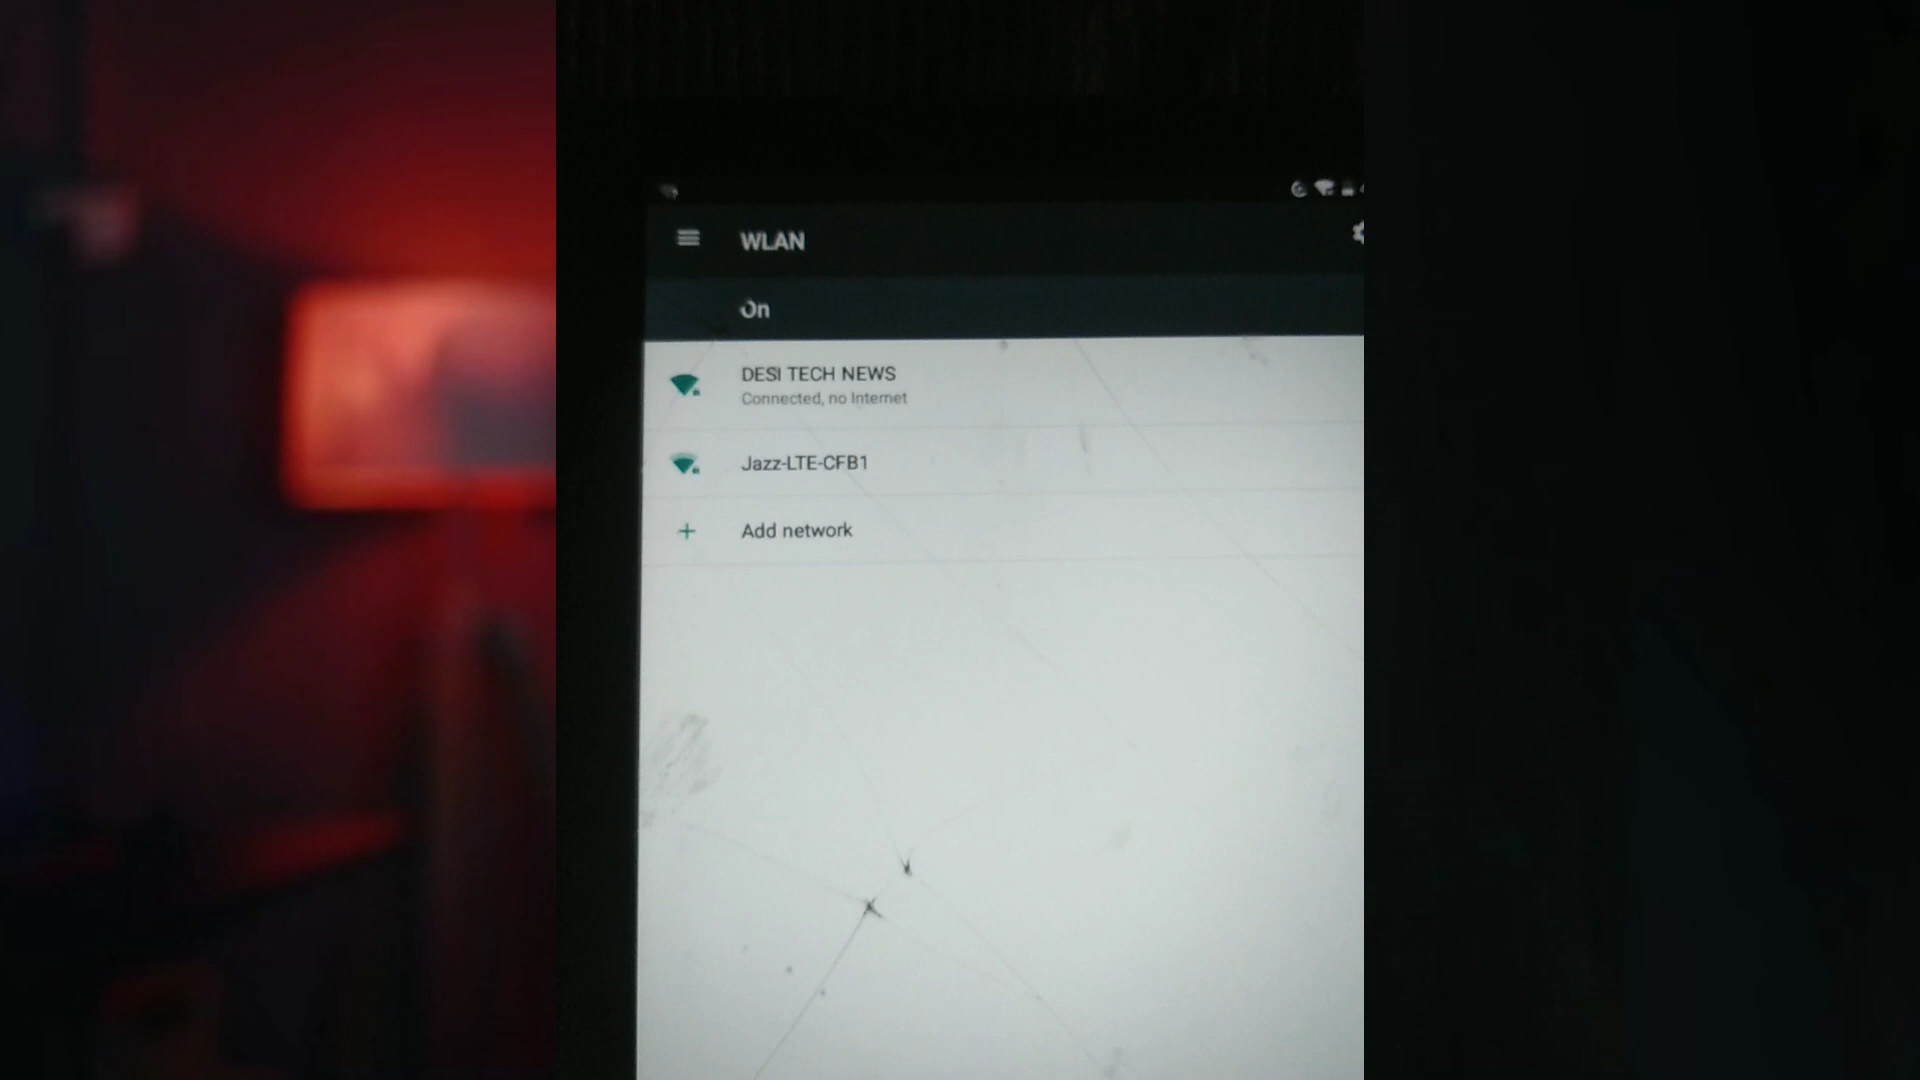 WLAN
On
DESI TECH NEWS
Connected, no Internet
Jazz-LTE-CFB1
Add network